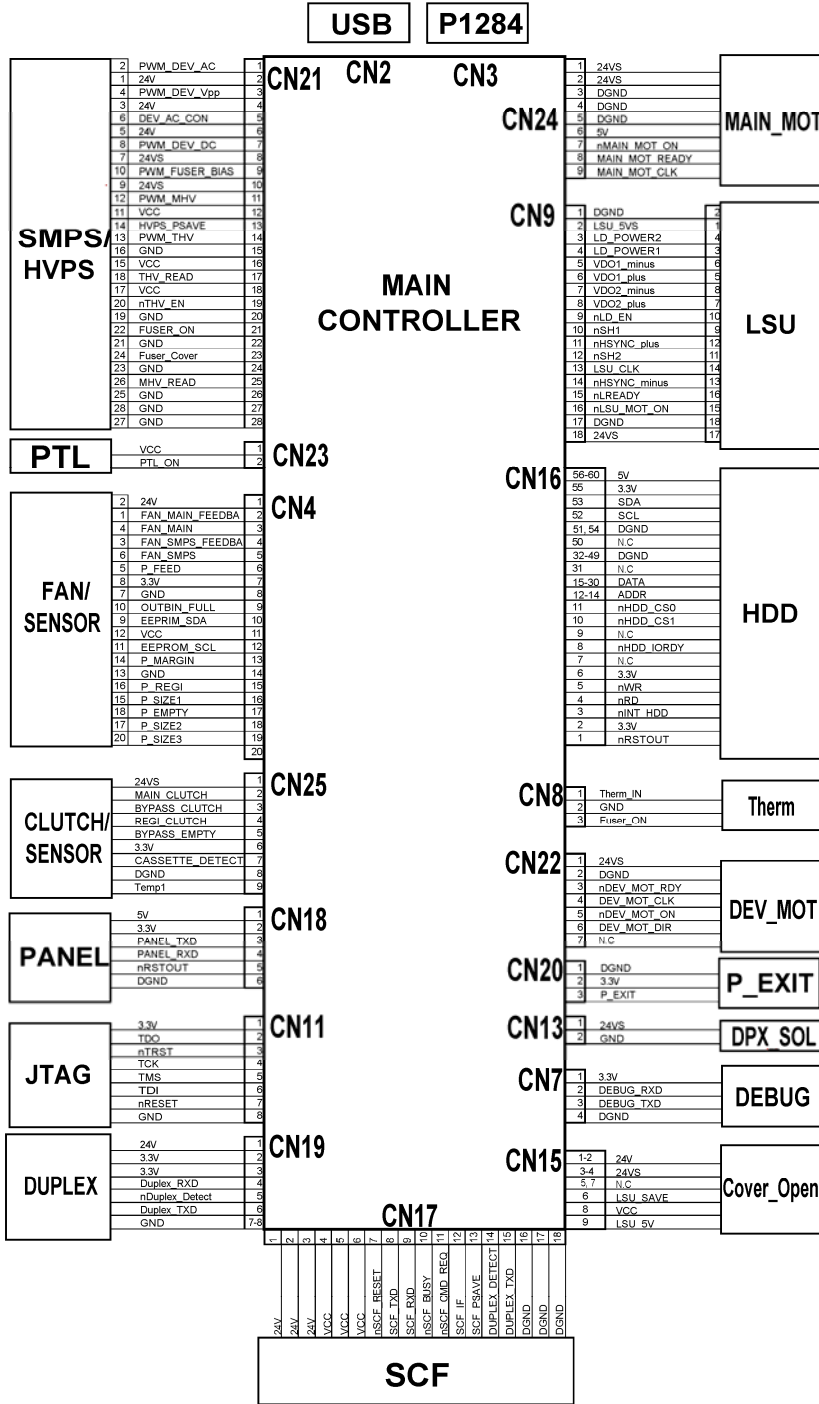 USB P1284
CN21 CN2 CN3
MAIN CONTROLLER
SMPS/HVPS
2 PWM_DEV_AC 1
1 24V 2
4 PWM_DEV_Vpp 3
3 24V 4
6 DEV_AC_CON 5
5 24V 6
8 PWM_DEV_DC 7
7 24VS 8
10 PWM_FUSER_BIAS 9
9 24VS 10
12 PWM_MHV 11
11 VCC 12
14 HVPS_PSAVE 13
13 PWM_THV 14
16 GND 15
15 VCC 16
18 THV_READ 17
17 VCC 18
20 nTHV_EN 19
19 GND 20
22 FUSER_ON 21
21 GND 22
24 Fuser_Cover 23
23 GND 24
26 MHV_READ 25
25 GND 26
28 GND 27
27 GND 28
PTL
CN23
VCC 1
PTL_ON 2
FAN/SENSOR
CN4
2 24V 1
1 FAN_MAIN_FEEDBA 2
4 FAN_MAIN 3
3 FAN_SMPS_FEEDBA 4
6 FAN_SMPS 5
5 P_FEED 6
8 3.3V 7
7 GND 8
10 OUTBIN_FULL 9
9 EEPRIM_SDA 10
12 VCC 11
11 EEPROM_SCL 12
14 P_MARGIN 13
13 GND 14
16 P_REGI 15
15 P_SIZE1 16
18 P_EMPTY 17
17 P_SIZE2 18
20 P_SIZE3 19
20
CLUTCH/SENSOR
CN25
24VS 1
MAIN_CLUTCH 2
BYPASS_CLUTCH 3
REGI_CLUTCH 4
BYPASS_EMPTY 5
3.3V 6
CASSETTE_DETECT 7
DGND 8
Temp1 9
PANEL
CN18
5V 1
3.3V 2
PANEL_TXD 3
PANEL_RXD 4
nRSTOUT 5
DGND 6
JTAG
CN11
3.3V 1
TDO 2
nTRST 3
TCK 4
TMS 5
TDI 6
nRESET 7
GND 8
DUPLEX
CN19
24V 1
3.3V 2
3.3V 3
Duplex_RXD 4
nDuplex_Detect 5
Duplex_TXD 6
GND 7-8
CN24
MAIN_MOT
1 24VS
2 24VS
3 DGND
4 DGND
5 DGND
6 5V
7 nMAIN_MOT_ON
8 MAIN_MOT_READY
9 MAIN_MOT_CLK
CN9
LSU
1 DGND 2
2 LSU_5VS 1
3 LD_POWER2 4
4 LD_POWER1 3
5 VDO1_minus 6
6 VDO1_plus 5
7 VDO2_minus 8
8 VDO2_plus 7
9 nLD_EN 10
10 nSH1 9
11 nHSYNC_plus 12
12 nSH2 11
13 LSU_CLK 14
14 nHSYNC_minus 13
15 nLREADY 16
16 nLSU_MOT_ON 15
17 DGND 18
18 24VS 17
CN16
HDD
56-60 5V
55 3.3V
53 SDA
52 SCL
51, 54 DGND
50 N.C
32-49 DGND
31 N.C
15-30 DATA
12-14 ADDR
11 nHDD_CS0
10 nHDD_CS1
9 N.C
8 nHDD_IORDY
7 N.C
6 3.3V
5 nWR
4 nRD
3 nINT_HDD
2 3.3V
1 nRSTOUT
CN8
Therm
1 Therm_IN
2 GND
3 Fuser_ON
CN22
DEV_MOT
1 24VS
2 DGND
3 nDEV_MOT_RDY
4 DEV_MOT_CLK
5 nDEV_MOT_ON
6 DEV_MOT_DIR
7 N.C
CN20
P_EXIT
1 DGND
2 3.3V
3 P_EXIT
CN13
DPX_SOL
1 24VS
2 GND
CN7
DEBUG
1 3.3V
2 DEBUG_RXD
3 DEBUG_TXD
4 DGND
CN15
Cover_Open
1-2 24V
3-4 24VS
5, 7 N.C
6 LSU_SAVE
8 VCC
9 LSU_5V
CN17
1 24V
2 24V
3 24V
4 VCC
5 VCC
6 VCC
7 nSCF_RESET
8 SCF_TXD
9 SCF_RXD
10 nSCF_BUSY
11 nSCF_CMD_REQ
12 SCF_IF
13 SCF_PSAVE
14 DUPLEX_DETECT
15 DUPLEX_TXD
16 DGND
17 DGND
18 DGND
SCF